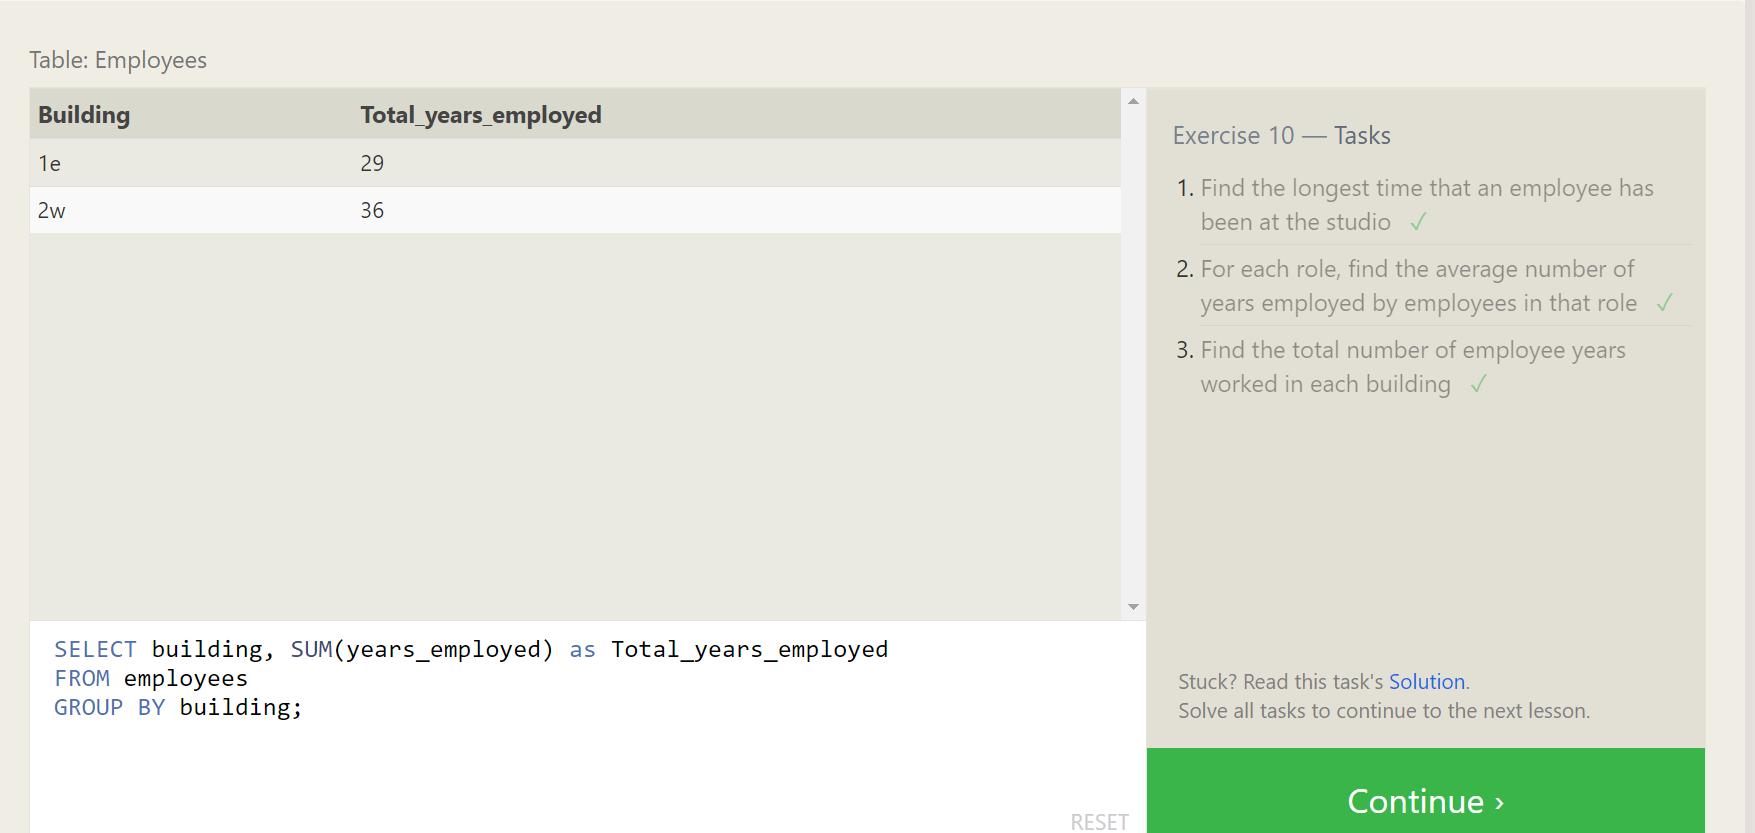 Table: Employees
Building Total_years_employed
1e 29
2w 36
SELECT building, SUM(years_employed) as Total_years_employed
FROM employees
GROUP BY building;
RESET
Exercise 10 — Tasks
1. Find the longest time that an employee has
been at the studio ✓
2. For each role, find the average number of
years employed by employees in that role ✓
3. Find the total number of employee years
worked in each building ✓
Stuck? Read this task's Solution.
Solve all tasks to continue to the next lesson.
Continue ›